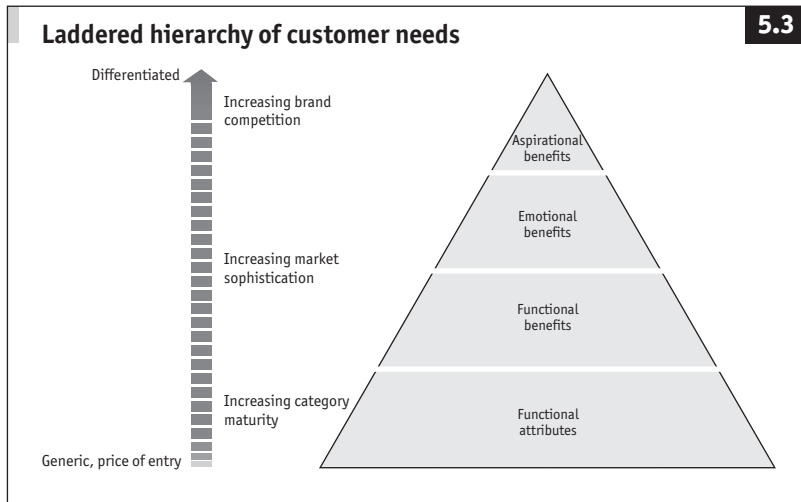 Laddered hierarchy of customer needs
5.3
Differentiated
Increasing brand
competition
Increasing market
sophistication
Increasing category
maturity
Generic, price of entry
Aspirational
benefits
Emotional
benefits
Functional
benefits
Functional
attributes